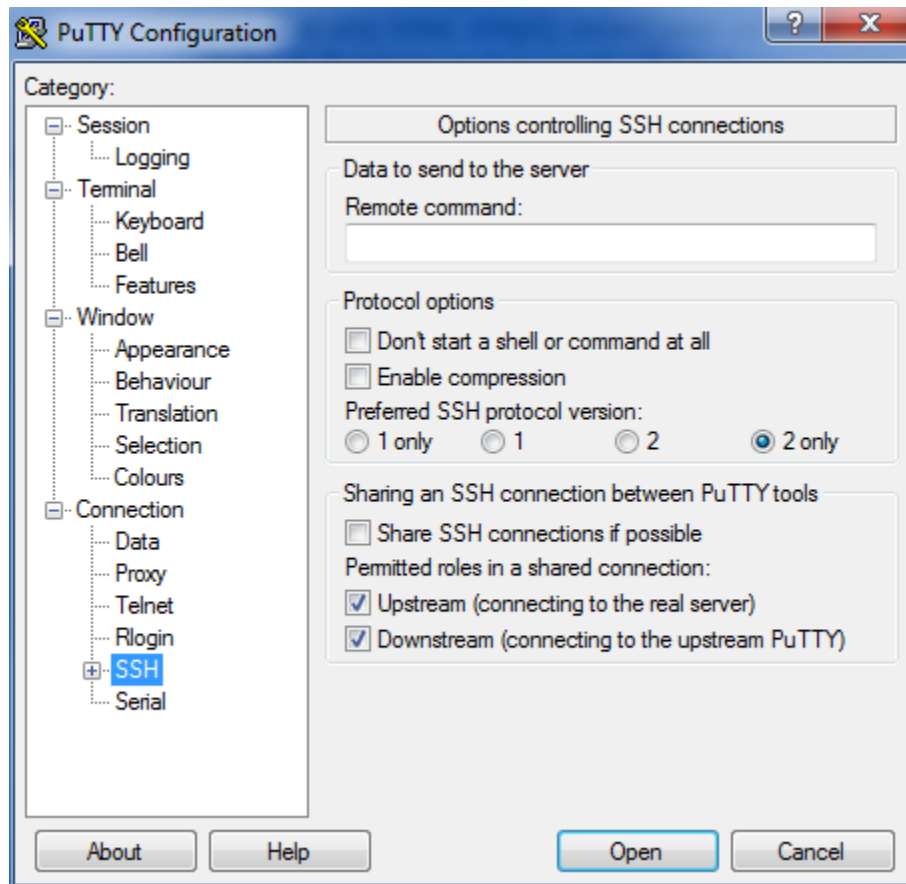 PuTTY Configuration
?
X
Category:
Session
Logging
Terminal
Keyboard
Bell
Features
Window
Appearance
Behaviour
Translation
Selection
Colours
Connection
Data
Proxy
Telnet
Rlogin
SSH
Serial
Options controlling SSH connections
Data to send to the server
Remote command:
Protocol options
Don't start a shell or command at all
Enable compression
Preferred SSH protocol version:
1 only 1 2 2 only
Sharing an SSH connection between PuTTY tools
Share SSH connections if possible
Permitted roles in a shared connection:
Upstream (connecting to the real server)
Downstream (connecting to the upstream PuTTY)
About Help Open Cancel